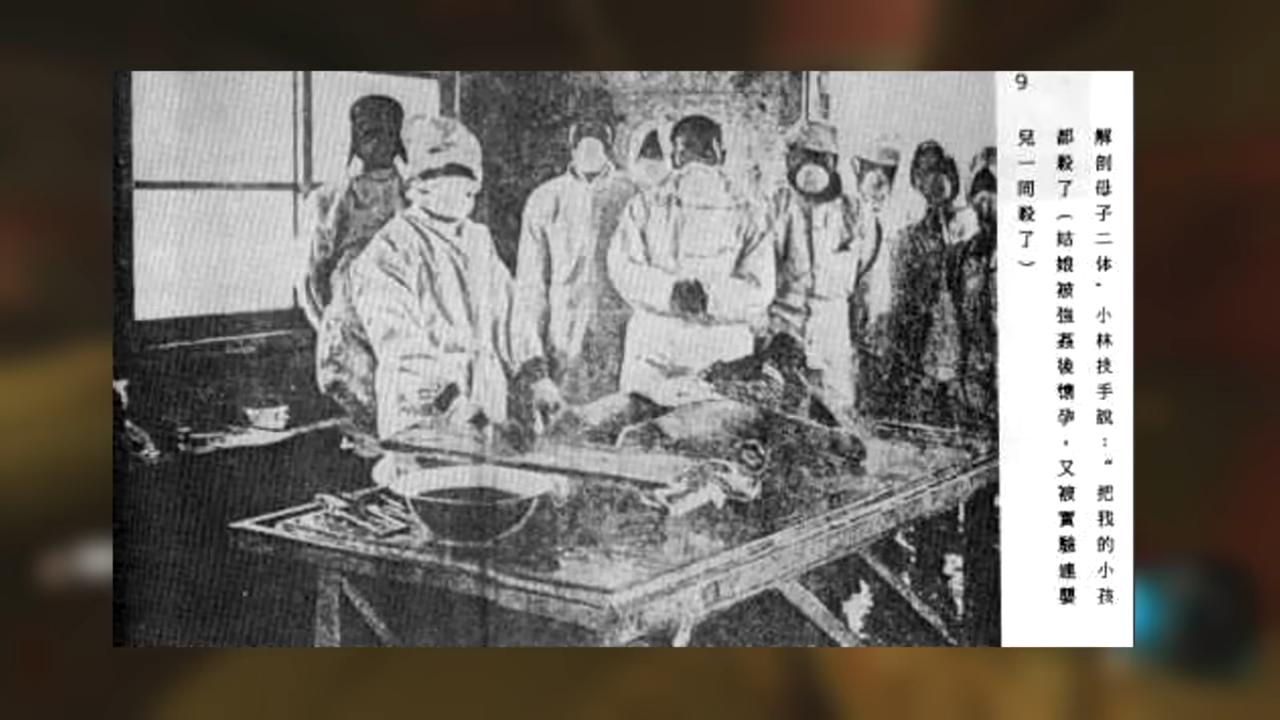 9
解剖母子二体。小林技手說：“把我的小孩
都殺了（姑娘被強姦後懷孕，又被實驗連嬰
兒一同殺了）